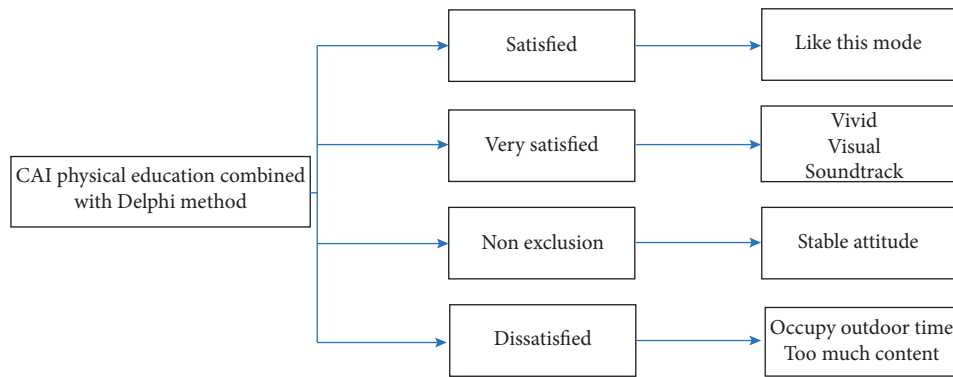 Satisfied
Like this mode
Very satisfied
Vivid
Visual
Soundtrack
CAI physical education combined
with Delphi method
Non exclusion
Stable attitude
Dissatisfied
Occupy outdoor time
Too much content